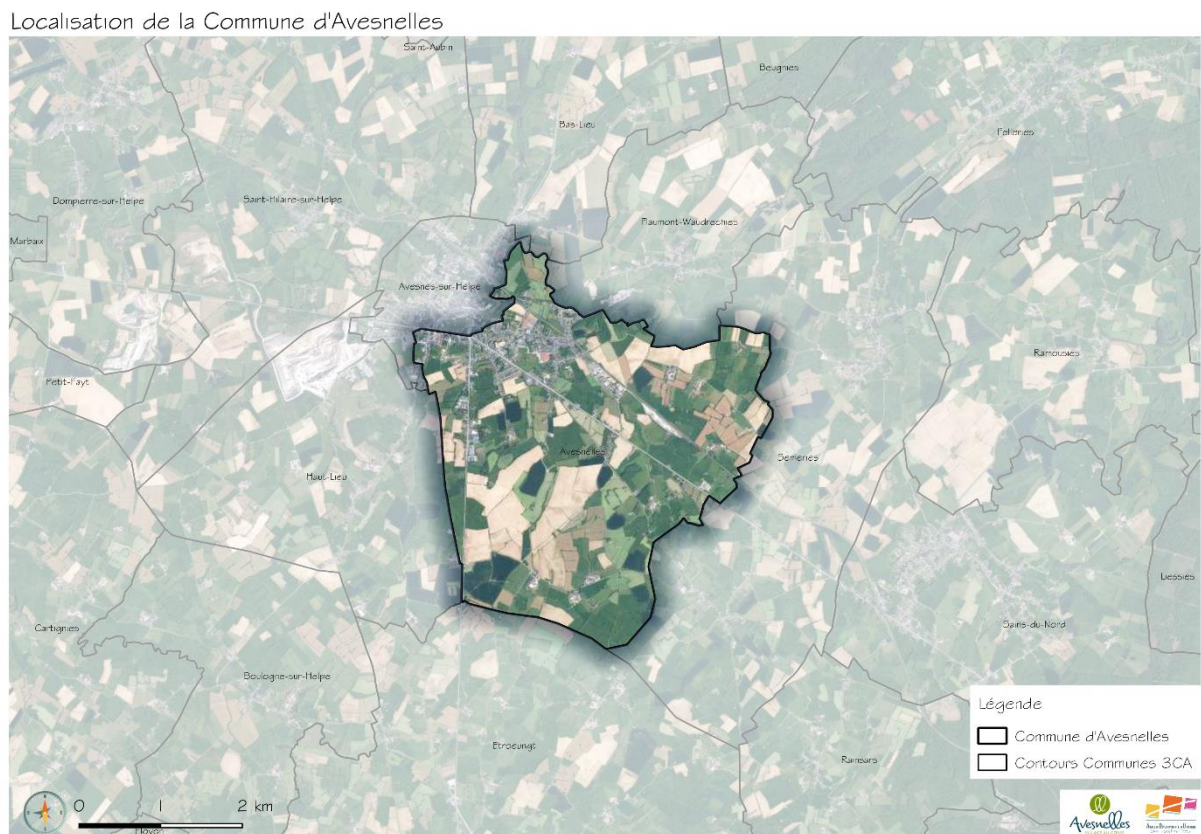 Localisation de la Commune d'Avesnelles
Saint-Aubin
Beugnies
Bas-Lieu
Felleries
Dompierre-sur-Helpe
Saint-Hilaire-sur-Helpe
Flaumont-Waudrechies
Marbaix
Avesnes-sur-Helpe
Ramousies
Petit-Fayt
Avesnelles
Semeries
Haut-Lieu
Liessies
Cartignies
Sains-du-Nord
Boulogne-sur-Helpe
Légende
Commune d'Avesnelles
Contours Communes 3CA
Etroeungt
Rainsars
0 1 2 km
Floyon
Avesnelles